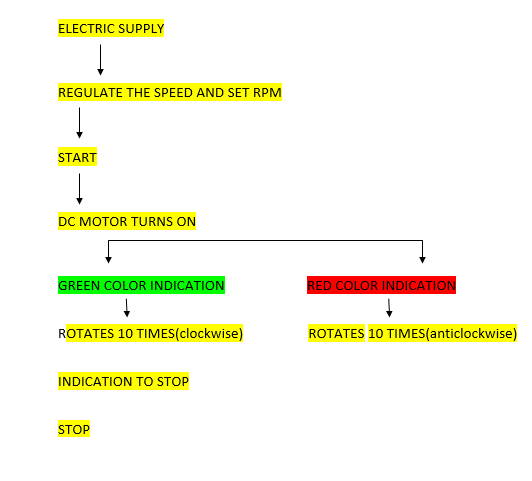 ELECTRIC SUPPLY
REGULATE THE SPEED AND SET RPM
START
DC MOTOR TURNS ON
GREEN COLOR INDICATION
RED COLOR INDICATION
ROTATES 10 TIMES(clockwise)
ROTATES 10 TIMES(anticlockwise)
INDICATION TO STOP
STOP